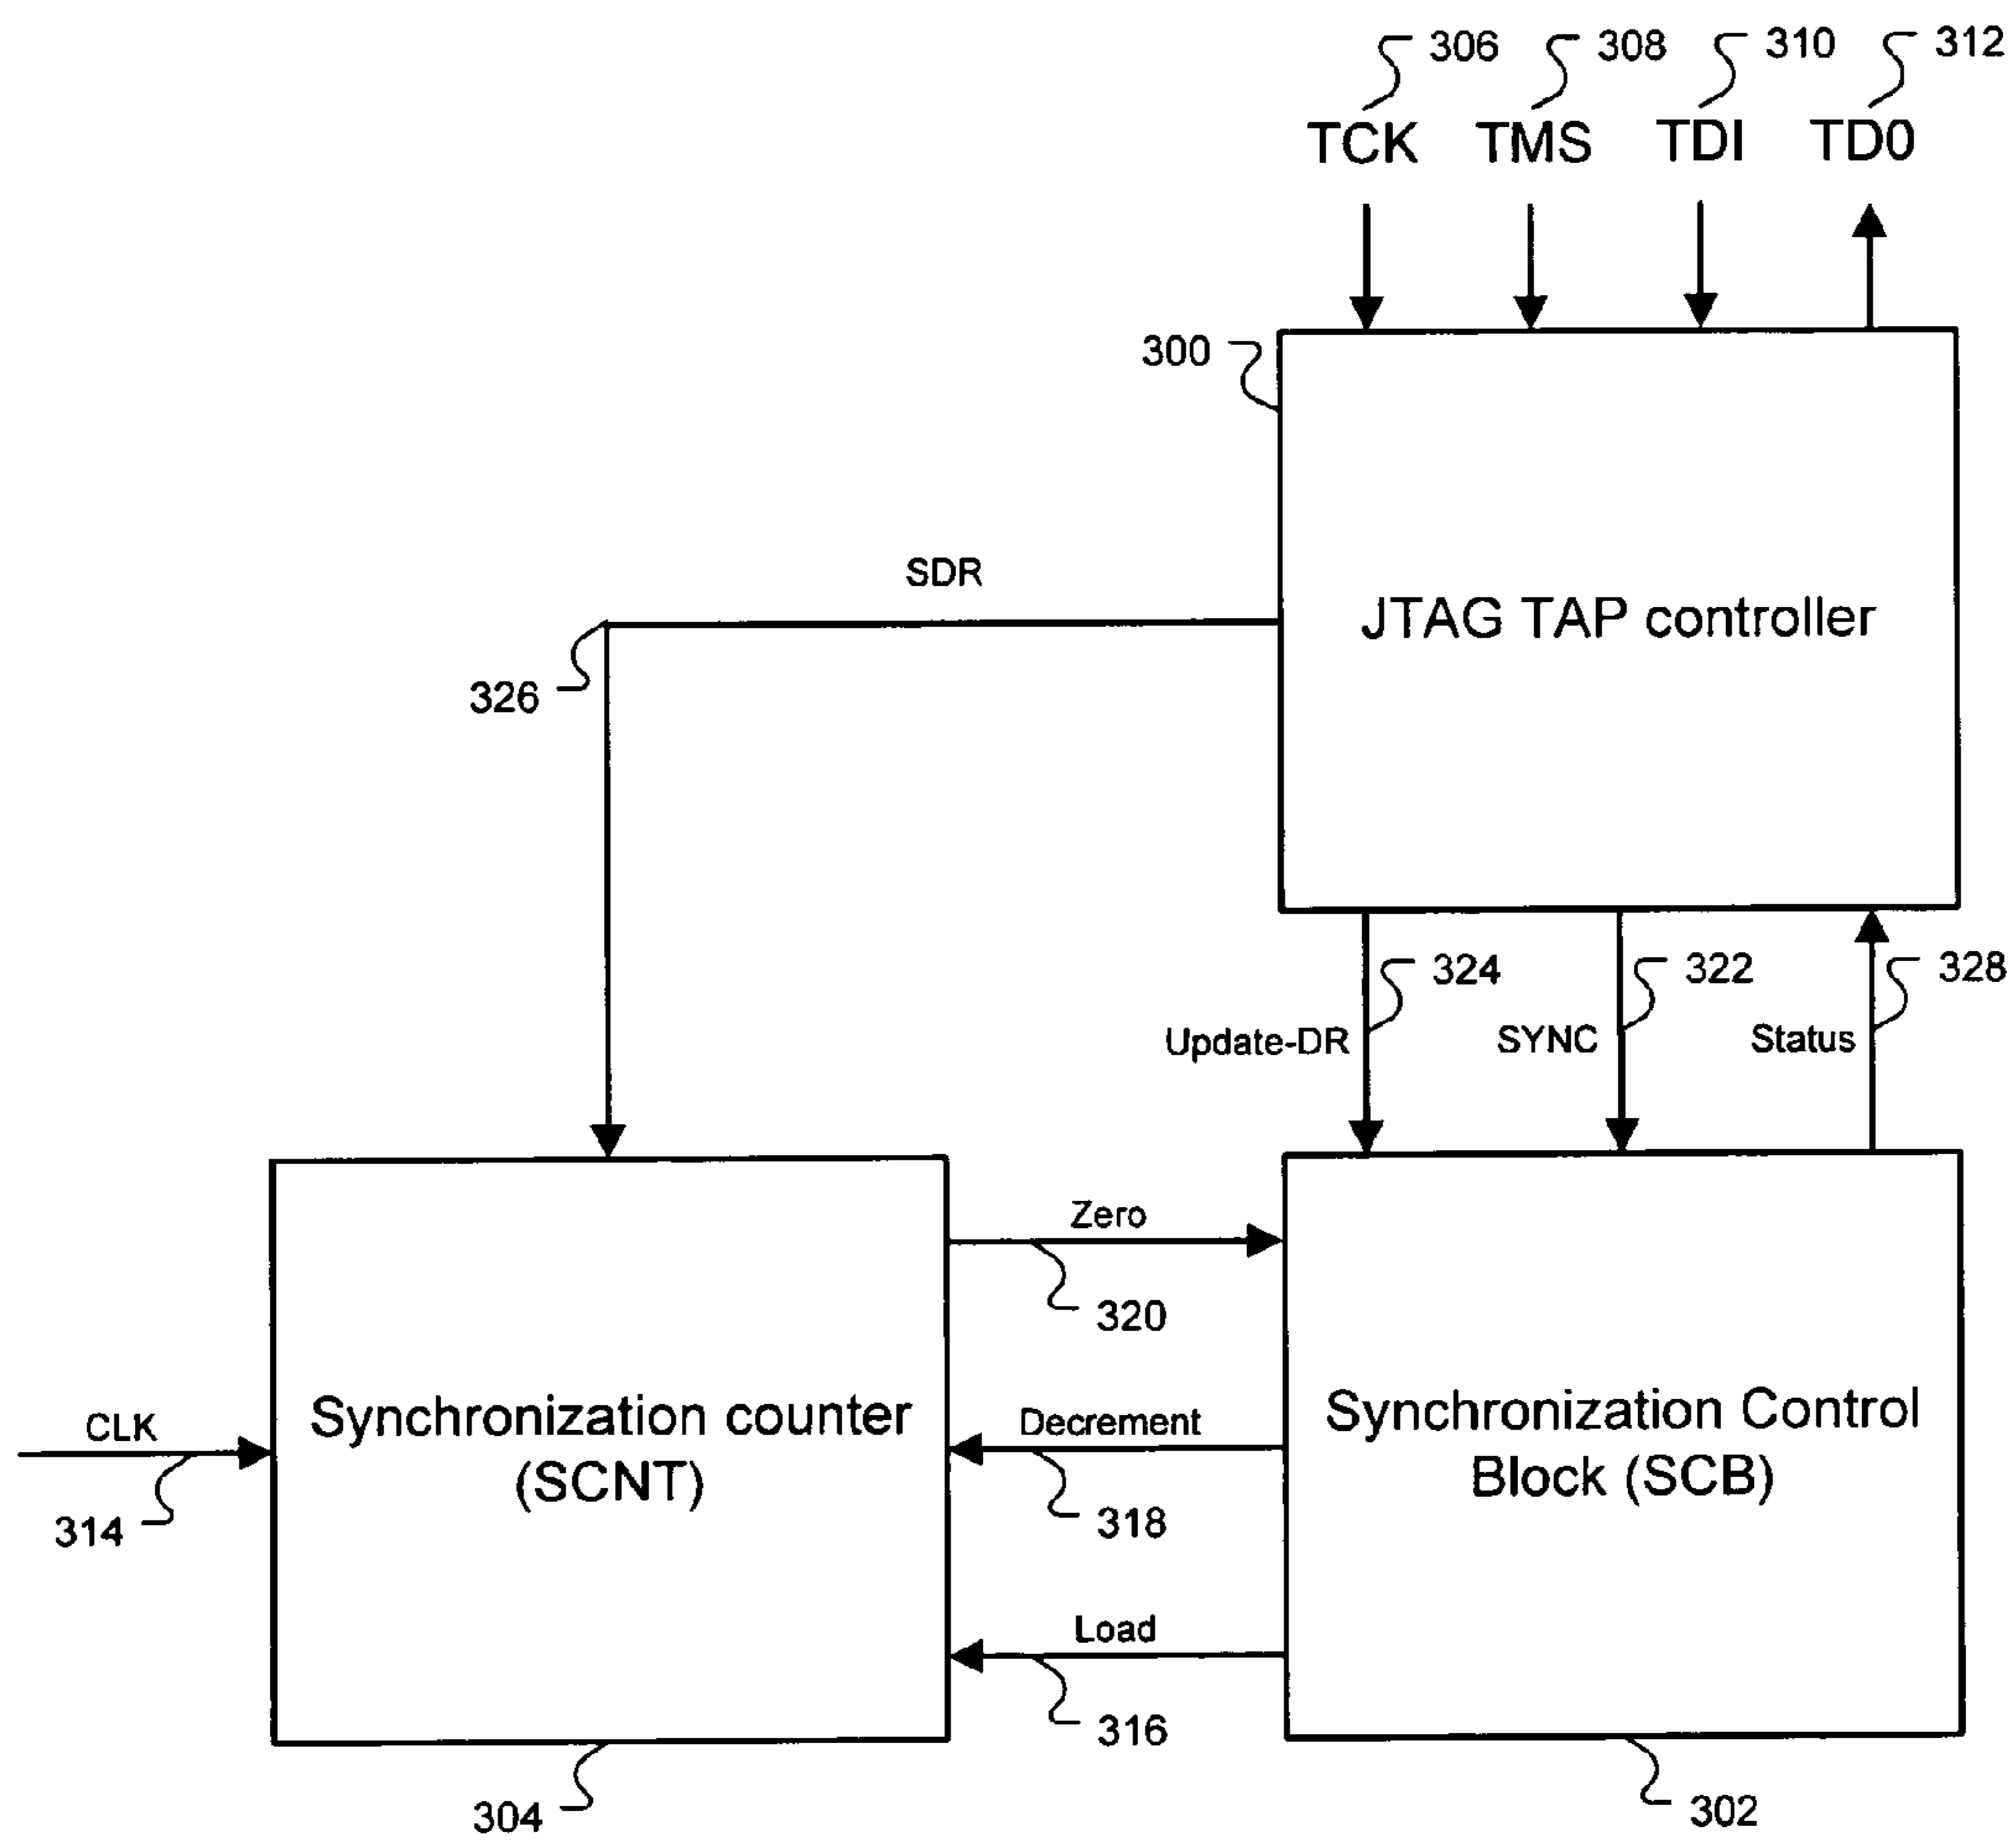 306
308
310
312
TCK
TMS
TDI
TD0
300
SDR
JTAG TAP controller
326
324
322
328
Update-DR
SYNC
Status
Zero
320
CLK
Synchronization counter
(SCNT)
Decrement
Synchronization Control
Block (SCB)
314
318
Load
316
304
302